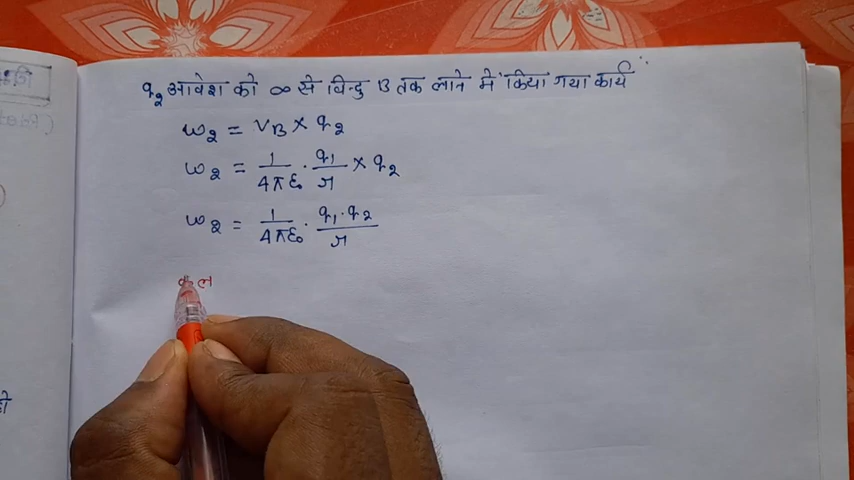 q₂ आवेश को ∞ से बिन्दु B तक लाने में किया गया कार्य
W₂ = V_B × q₂
W₂ = 1/4πε₀ · q₁/r × q₂
W₂ = 1/4πε₀ · q₁·q₂/r
कुल